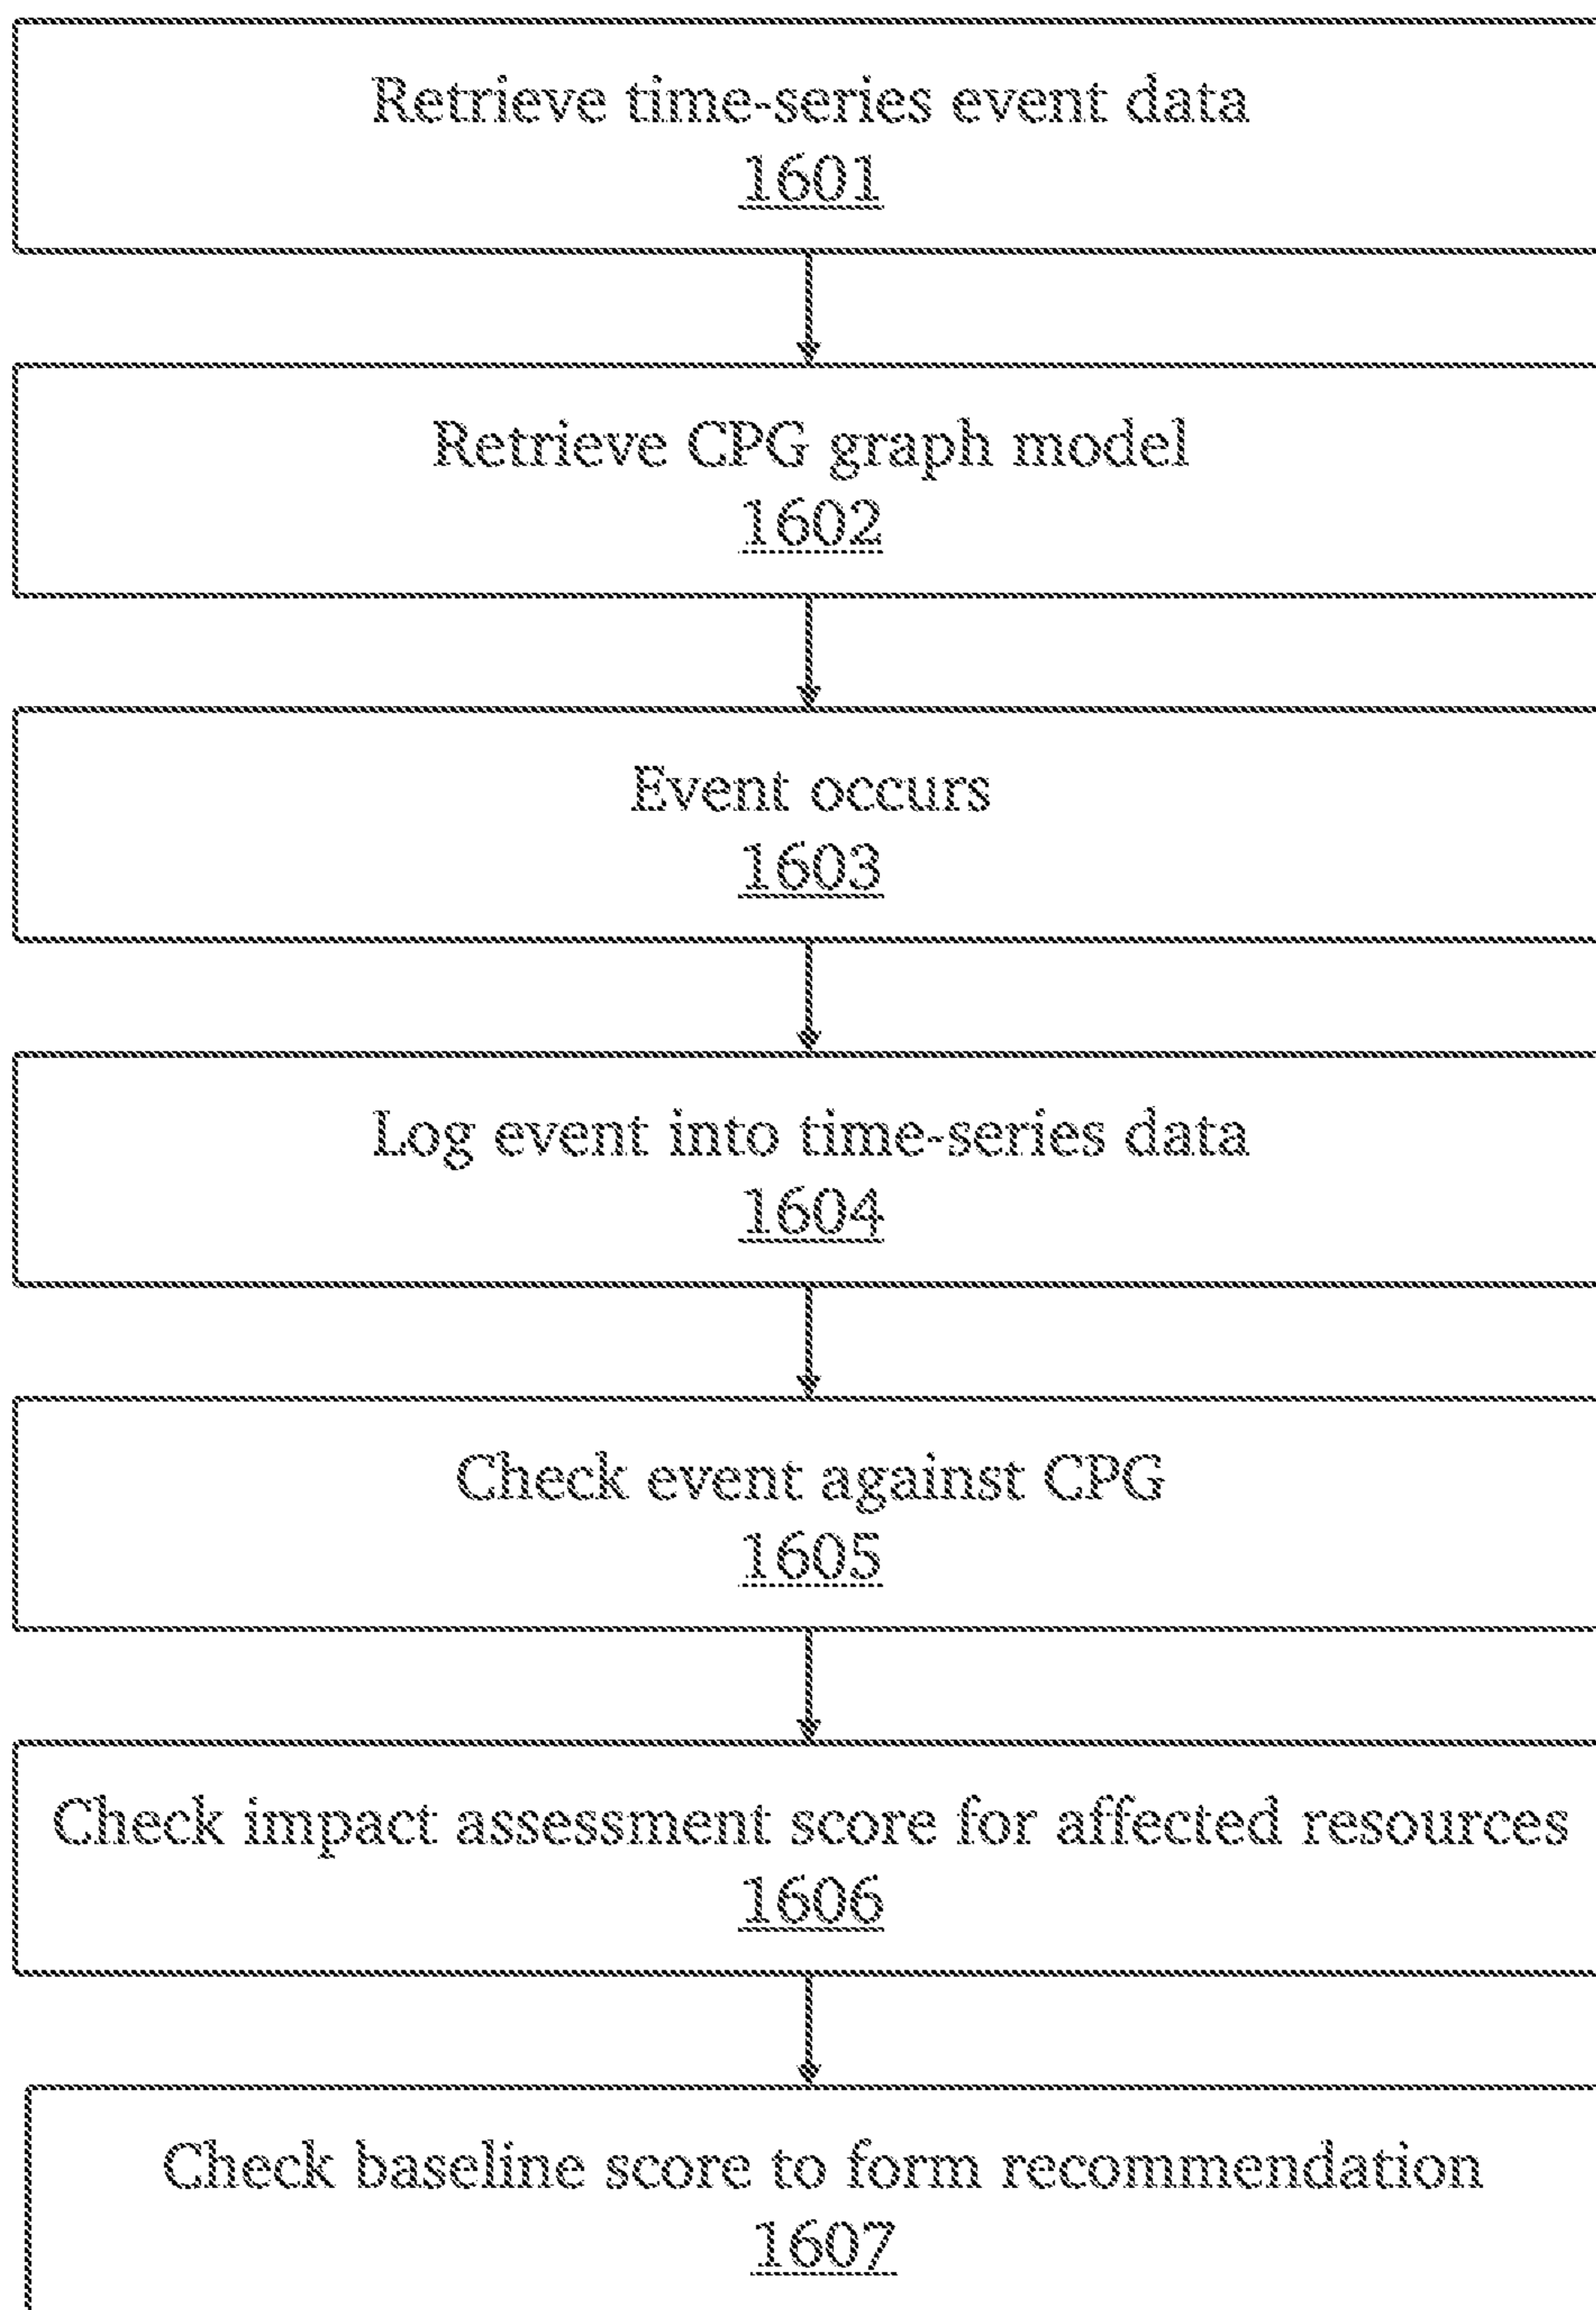 Retrieve time-series event data
1601
Retrieve CPG graph model
1602
Event occurs
1603
Log event into time-series data
1604
Check event against CPG
1605
Check impact assessment score for affected resources
1606
Check baseline score to form recommendation
1607